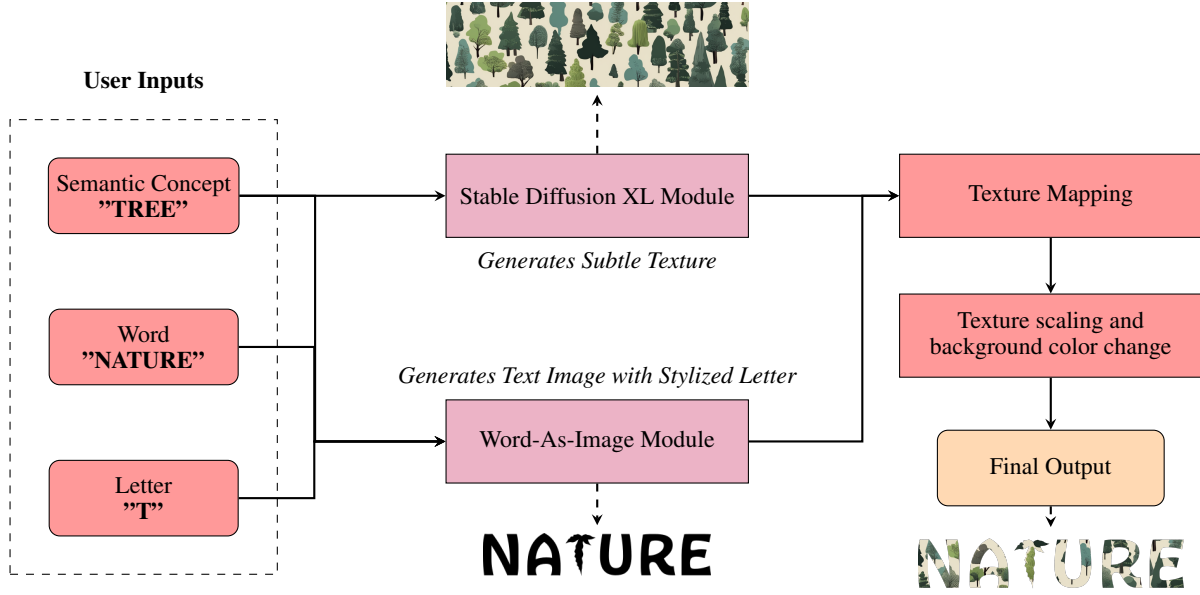 User Inputs
Semantic Concept
”TREE”
Word
”NATURE”
Letter
”T”
Stable Diffusion XL Module
Generates Subtle Texture
Generates Text Image with Stylized Letter
Word-As-Image Module
NATURE
Texture Mapping
Texture scaling and
background color change
Final Output
NATURE